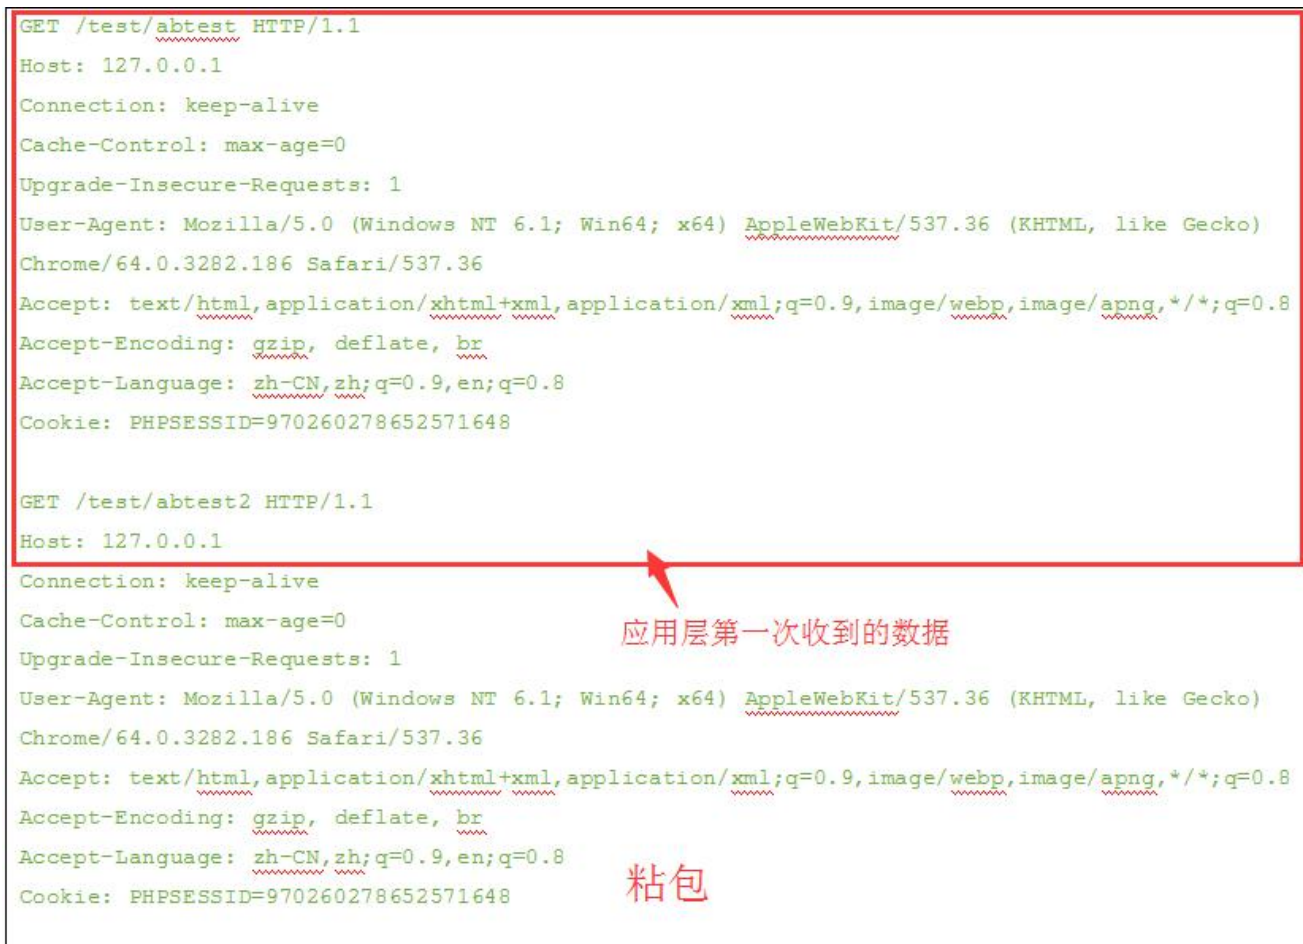 GET /test/abtest HTTP/1.1
Host: 127.0.0.1
Connection: keep-alive
Cache-Control: max-age=0
Upgrade-Insecure-Requests: 1
User-Agent: Mozilla/5.0 (Windows NT 6.1; Win64; x64) AppleWebKit/537.36 (KHTML, like Gecko)
Chrome/64.0.3282.186 Safari/537.36
Accept: text/html,application/xhtml+xml,application/xml;q=0.9,image/webp,image/apng,*/*;q=0.8
Accept-Encoding: gzip, deflate, br
Accept-Language: zh-CN,zh;q=0.9,en;q=0.8
Cookie: PHPSESSID=970260278652571648
GET /test/abtest2 HTTP/1.1
Host: 127.0.0.1
Connection: keep-alive
Cache-Control: max-age=0
应用层第一次收到的数据
Upgrade-Insecure-Requests: 1
User-Agent: Mozilla/5.0 (Windows NT 6.1; Win64; x64) AppleWebKit/537.36 (KHTML, like Gecko)
Chrome/64.0.3282.186 Safari/537.36
Accept: text/html,application/xhtml+xml,application/xml;q=0.9,image/webp,image/apng,*/*;q=0.8
Accept-Encoding: gzip, deflate, br
Accept-Language: zh-CN,zh;q=0.9,en;q=0.8
粘包
Cookie: PHPSESSID=970260278652571648